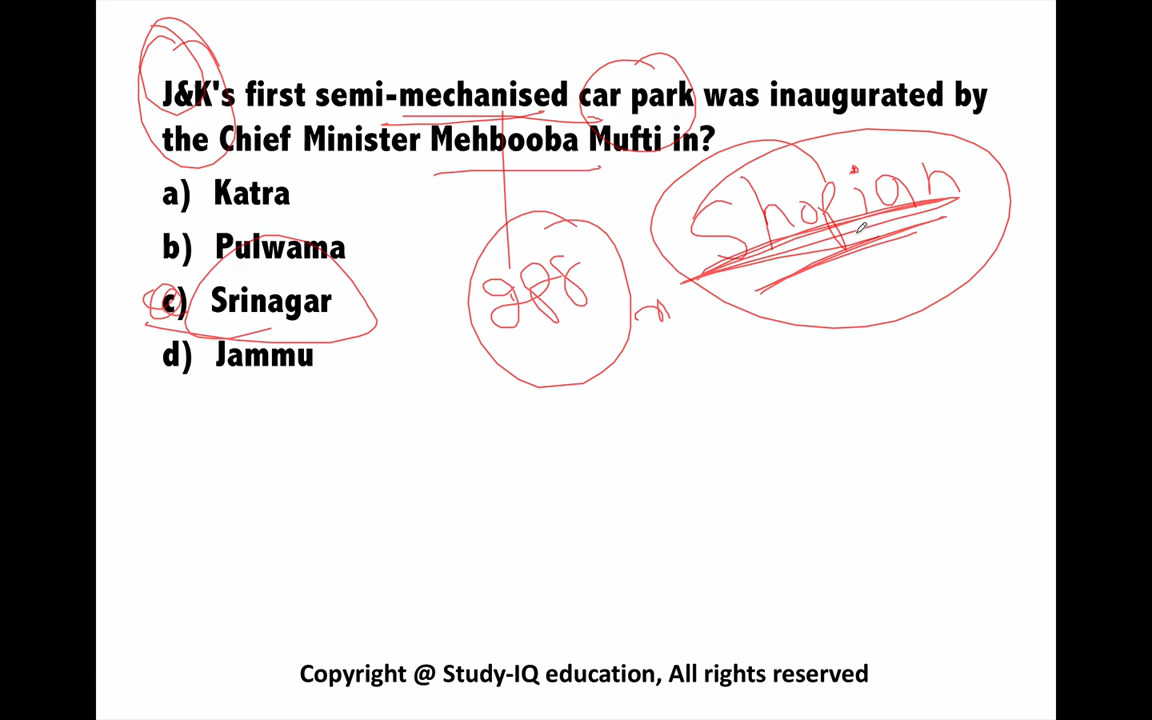 J&K's first semi-mechanised car park was inaugurated by
the Chief Minister Mehbooba Mufti in?
a) Katra
b) Pulwama
c) Srinagar
d) Jammu
Shopian
Copyright @ Study-IQ education, All rights reserved